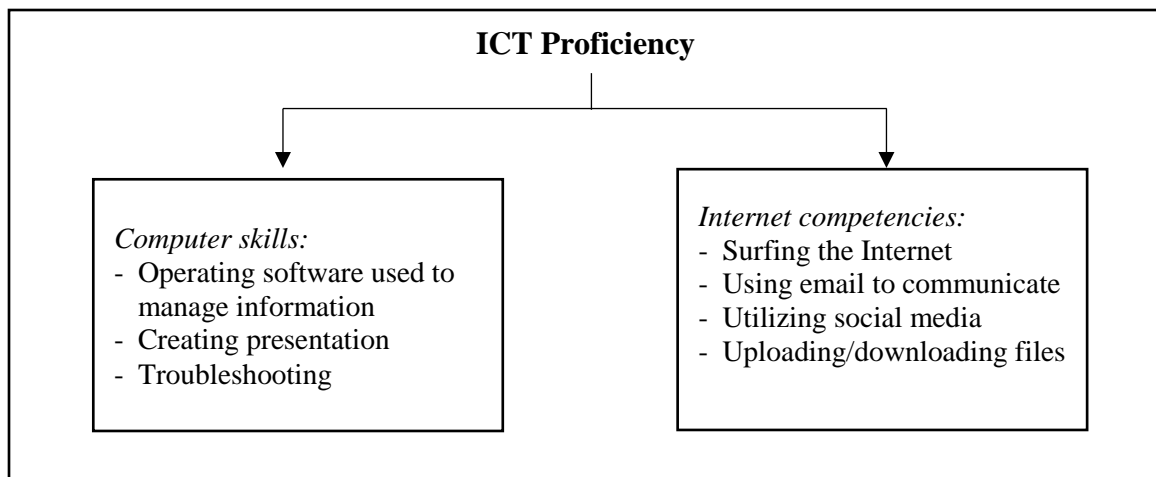 ICT Proficiency
Computer skills:
- Operating software used to
manage information
- Creating presentation
- Troubleshooting
Internet competencies:
- Surfing the Internet
- Using email to communicate
- Utilizing social media
- Uploading/downloading files